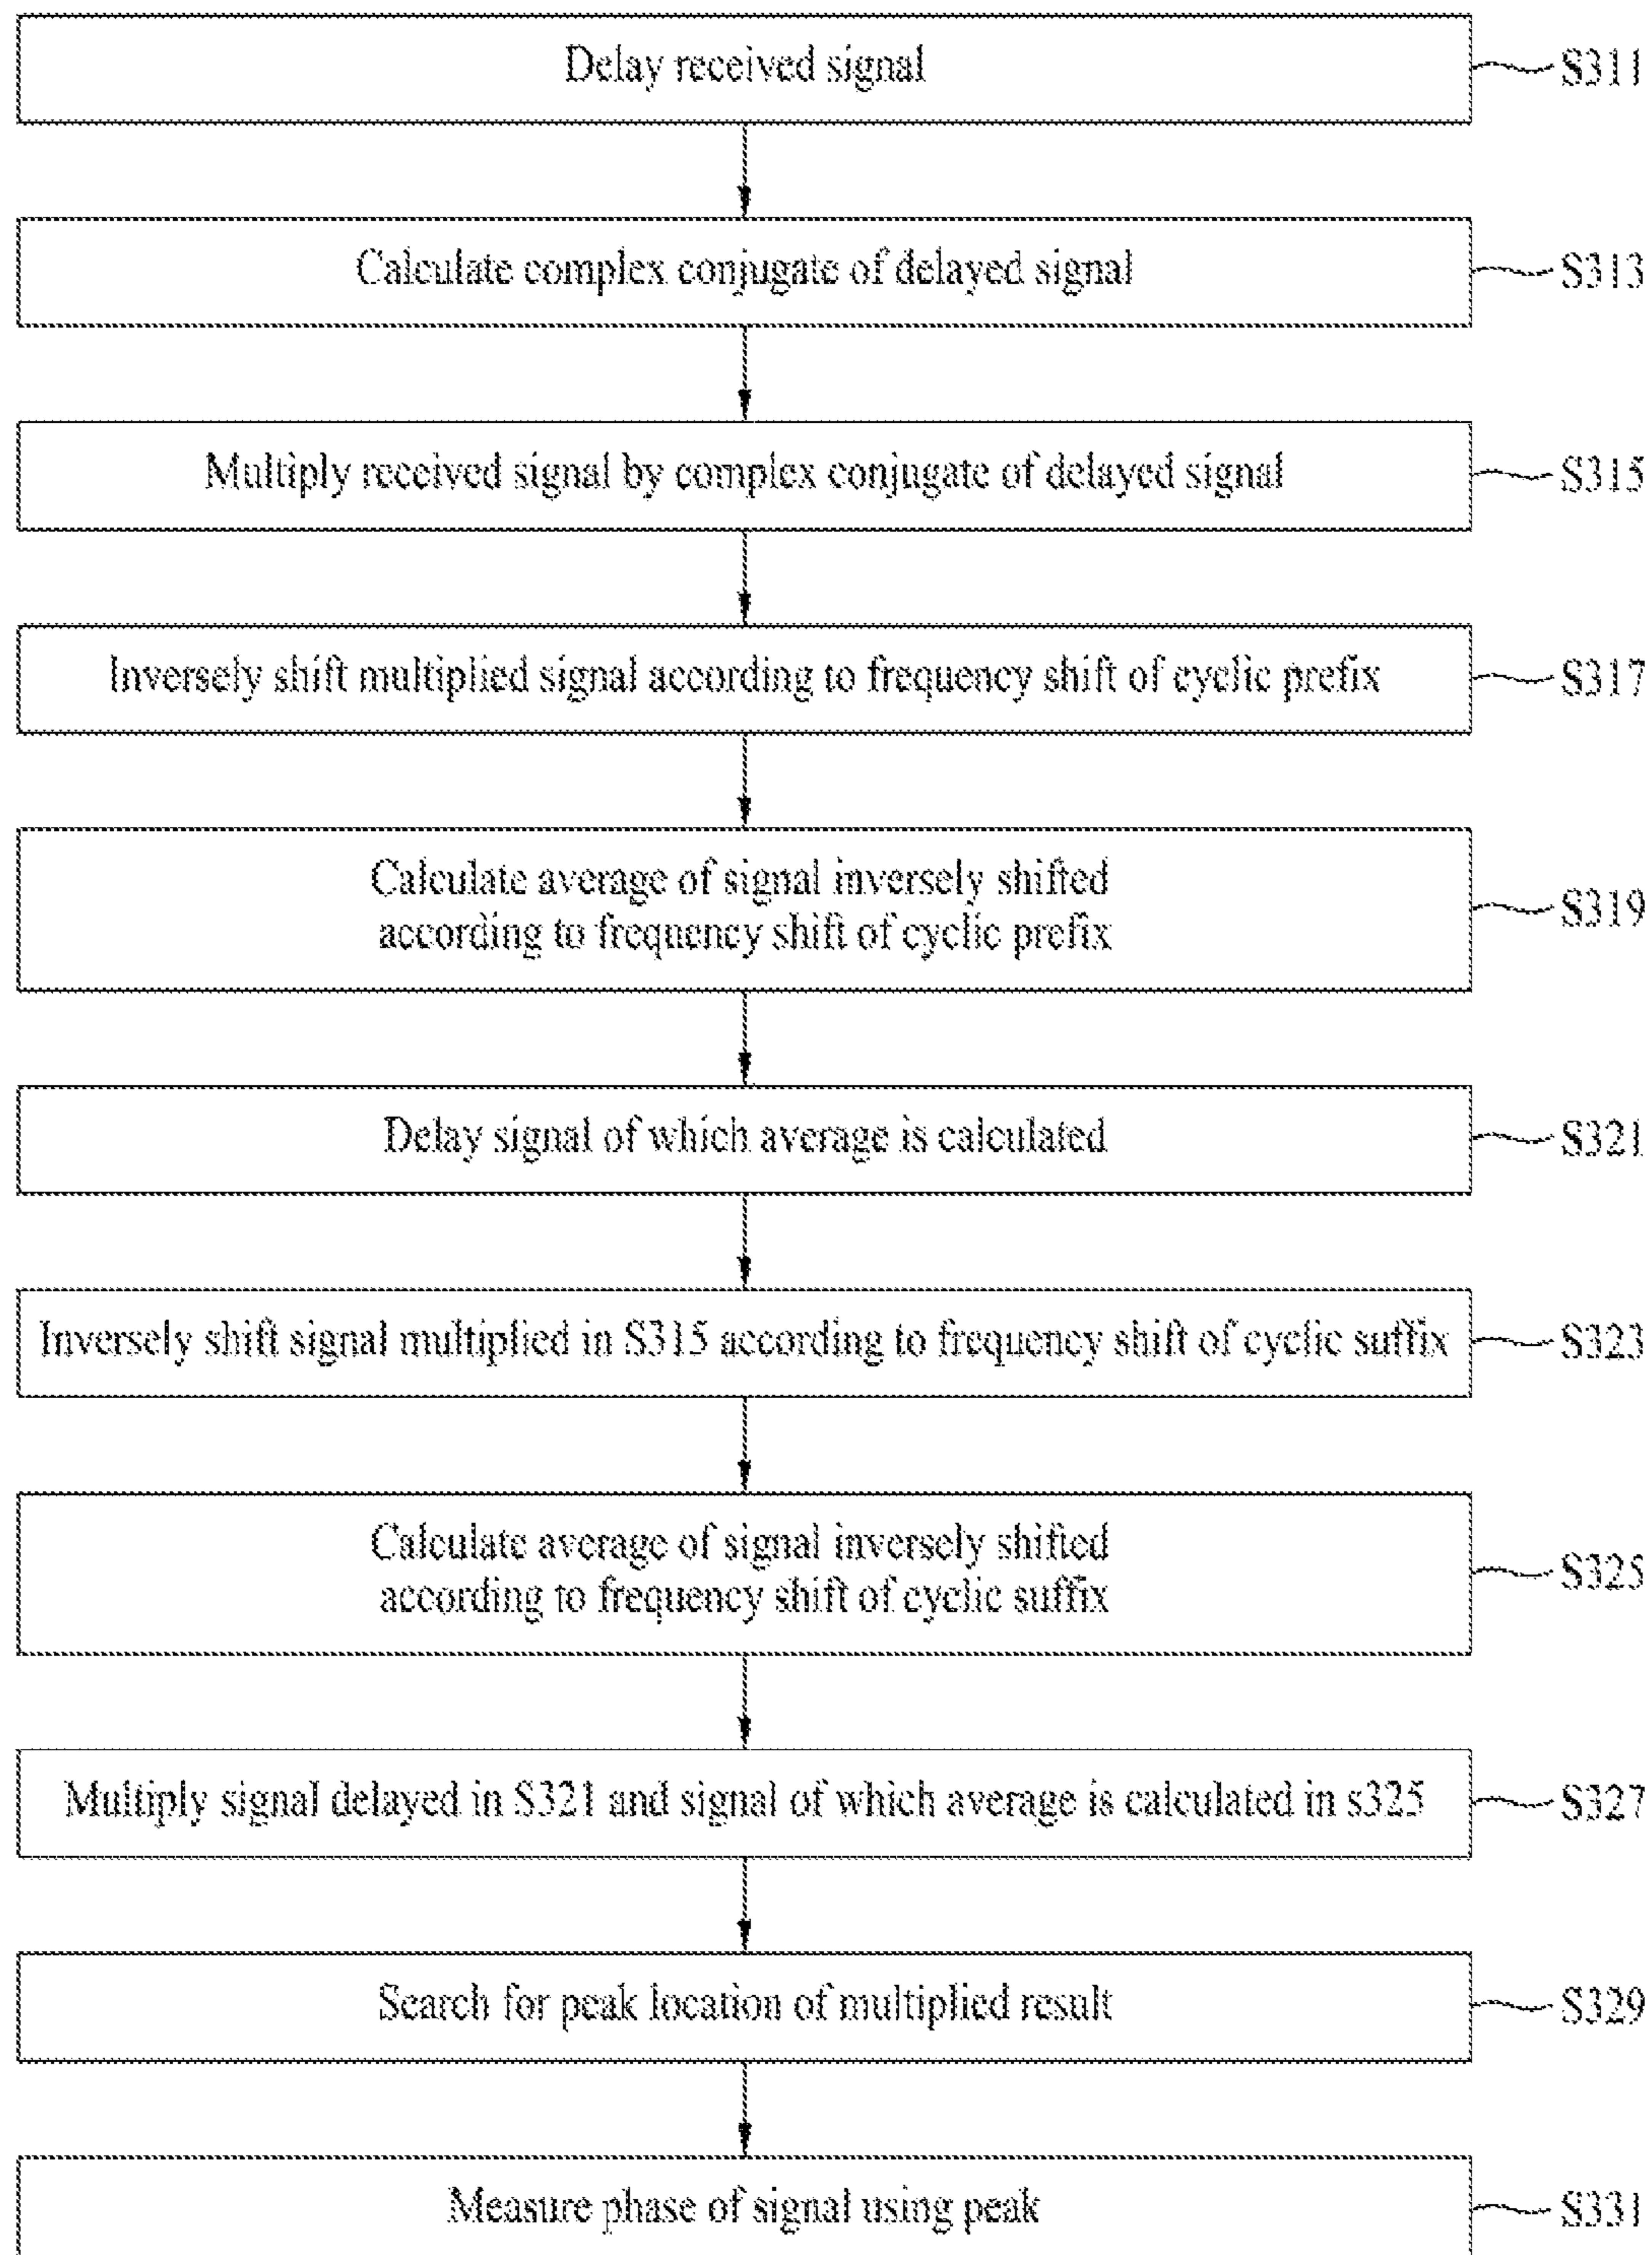 Delay received signal
S311
Calculate complex conjugate of delayed signal
S313
Multiply received signal by complex conjugate of delayed signal
S315
Inversely shift multiplied signal according to frequency shift of cyclic prefix
S317
Calculate average of signal inversely shifted
according to frequency shift of cyclic prefix
S319
Delay signal of which average is calculated
S321
Inversely shift signal multiplied in S315 according to frequency shift of cyclic suffix
S323
Calculate average of signal inversely shifted
according to frequency shift of cyclic suffix
S325
Multiply signal delayed in S321 and signal of which average is calculated in s325
S327
Search for peak location of multiplied result
S329
Measure phase of signal using peak
S331